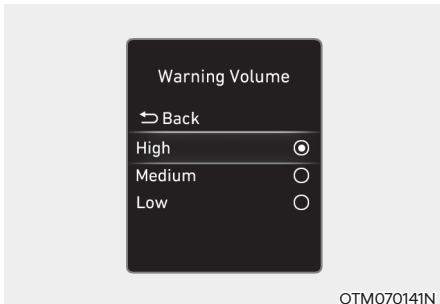 Warning Volume
Back
High
Medium
Low
OTM070141N